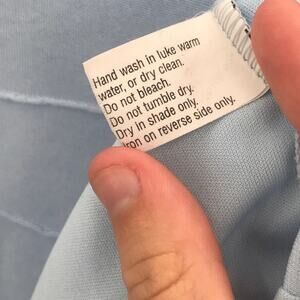 Hand wash in luke warm
water, or dry clean.
Do not bleach.
Do not tumble dry.
Dry in shade only.
Iron on reverse side only.